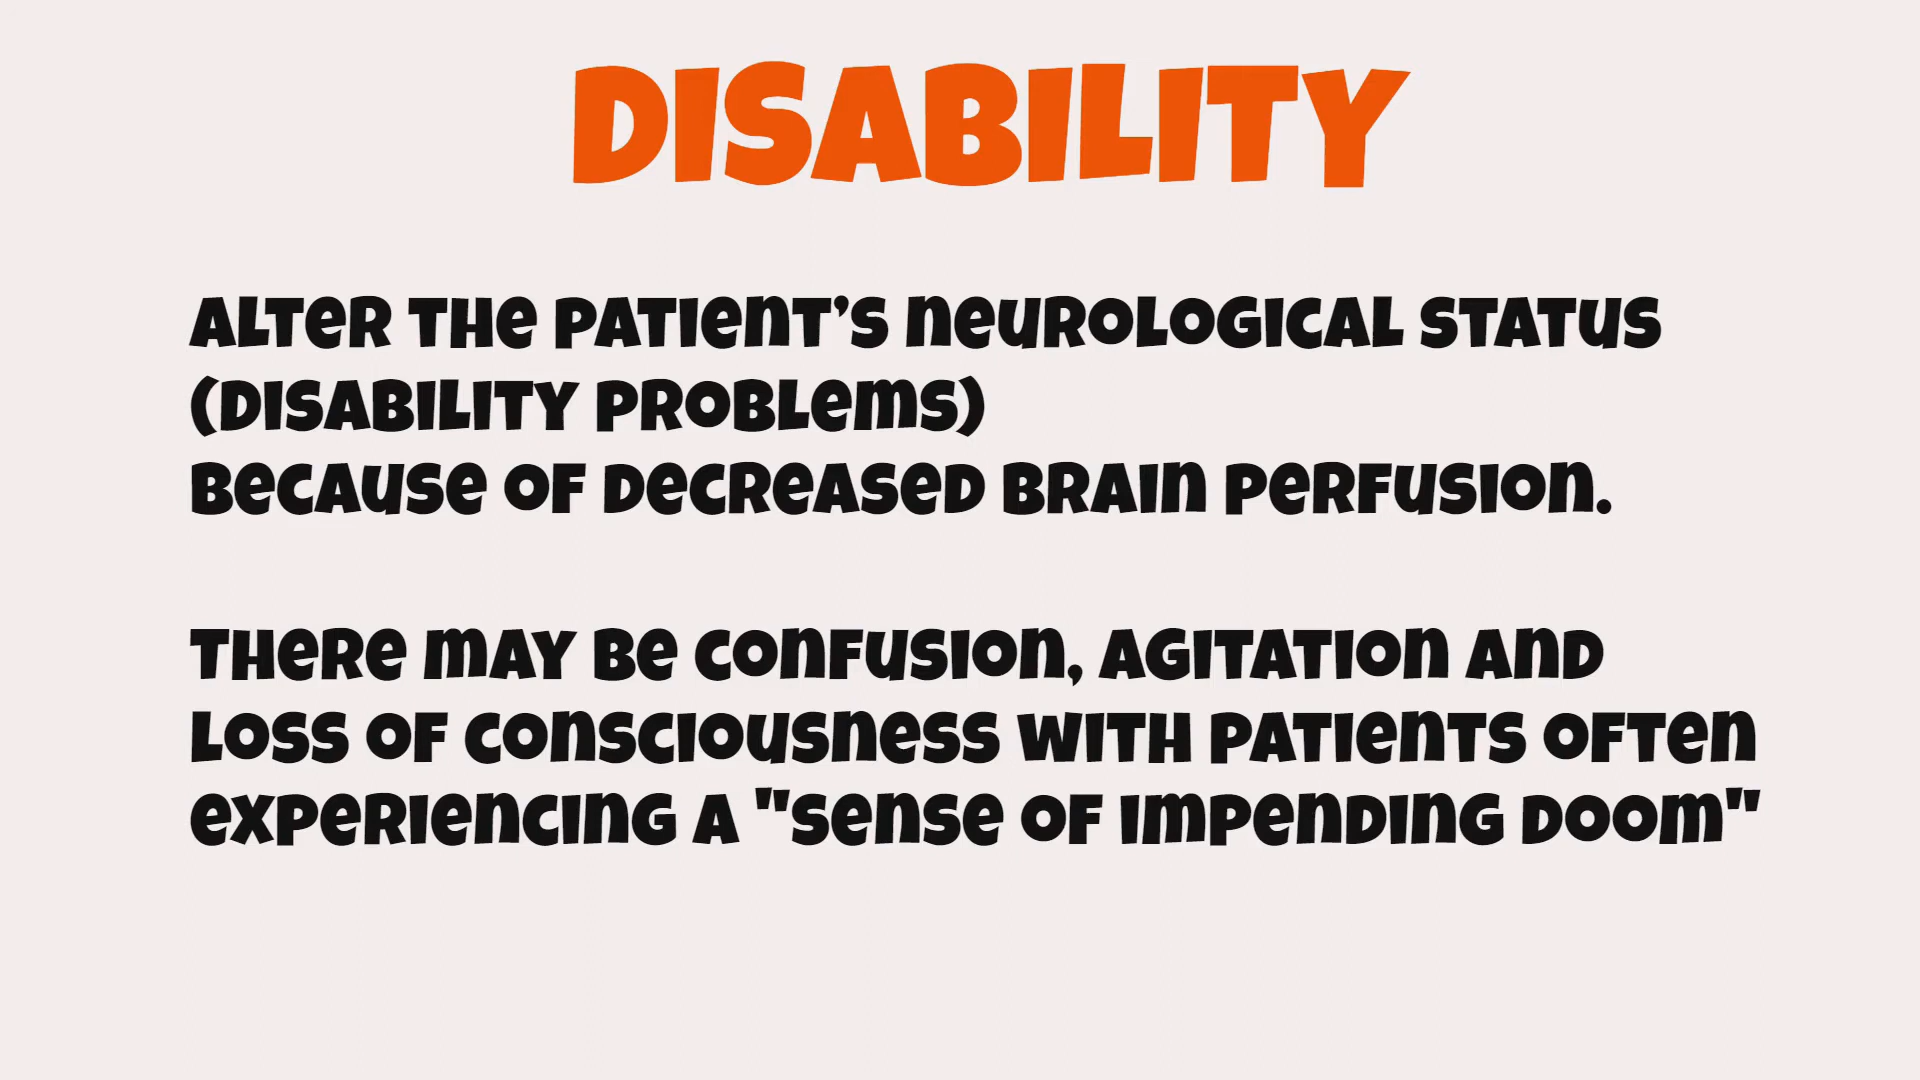 DISABILITY
Alter the patient’s neurological status
(Disability problems)
because of decreased brain perfusion.
There may be confusion, agitation and
loss of consciousness with patients often
experiencing a "sense of impending doom"